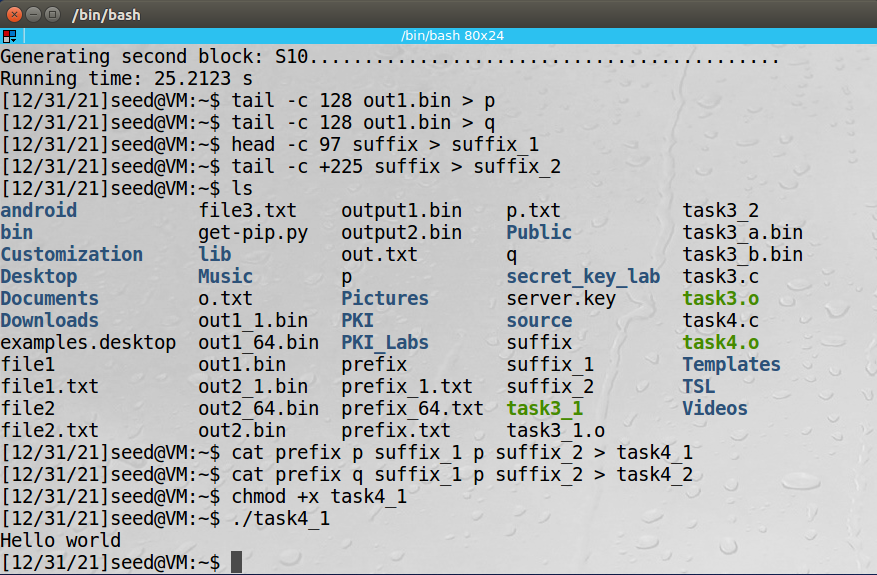 /bin/bash
/bin/bash 80x24
Generating second block: S10...........................................
Running time: 25.2123 s
[12/31/21]seed@VM:~$ tail -c 128 out1.bin > p
[12/31/21]seed@VM:~$ tail -c 128 out1.bin > q
[12/31/21]seed@VM:~$ head -c 97 suffix > suffix_1
[12/31/21]seed@VM:~$ tail -c +225 suffix > suffix_2
[12/31/21]seed@VM:~$ ls
android           file3.txt    output1.bin    p.txt           task3_2
bin               get-pip.py   output2.bin    Public          task3_a.bin
Customization     lib          out.txt        q               task3_b.bin
Desktop           Music        p              secret_key_lab  task3.c
Documents         o.txt        Pictures       server.key      task3.o
Downloads         out1_1.bin   PKI            source          task4.c
examples.desktop  out1_64.bin  PKI_Labs       suffix          task4.o
file1             out1.bin     prefix         suffix_1        Templates
file1.txt         out2_1.bin   prefix_1.txt   suffix_2        TSL
file2             out2_64.bin  prefix_64.txt  task3_1         Videos
file2.txt         out2.bin     prefix.txt     task3_1.o
[12/31/21]seed@VM:~$ cat prefix p suffix_1 p suffix_2 > task4_1
[12/31/21]seed@VM:~$ cat prefix q suffix_1 p suffix_2 > task4_2
[12/31/21]seed@VM:~$ chmod +x task4_1
[12/31/21]seed@VM:~$ ./task4_1
Hello world
[12/31/21]seed@VM:~$